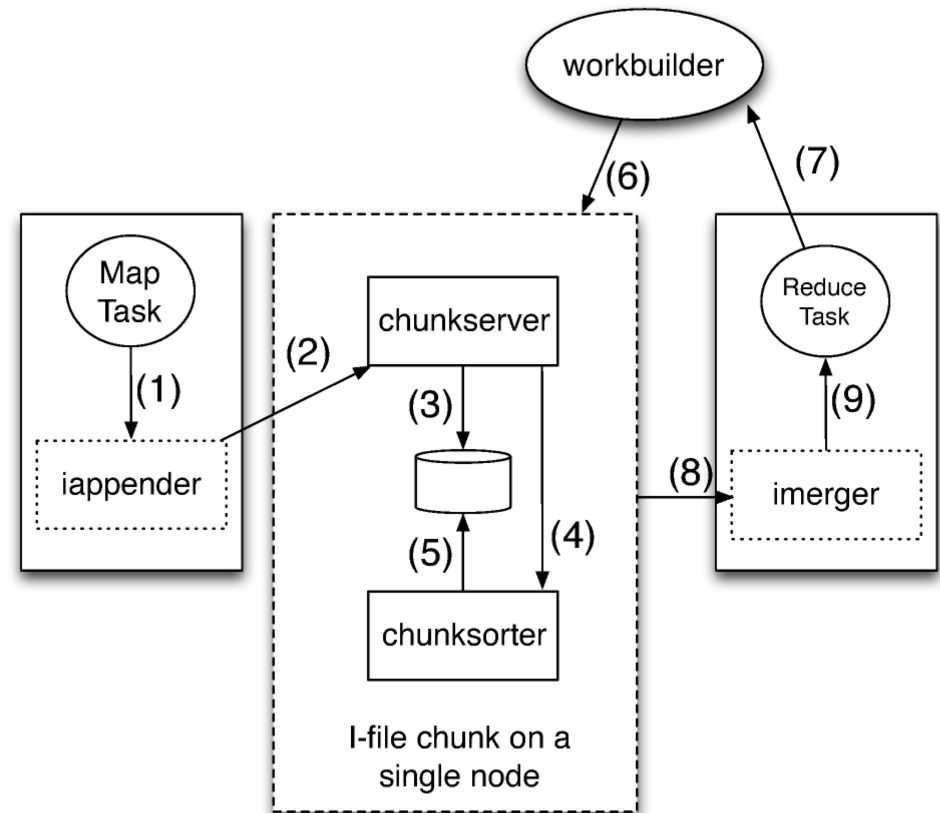 workbuilder
(6)
(7)
Map
Task
(1)
iappender
(2)
chunkserver
(3)
(4)
(5)
chunksorter
I-file chunk on a
single node
(8)
Reduce
Task
(9)
imerger